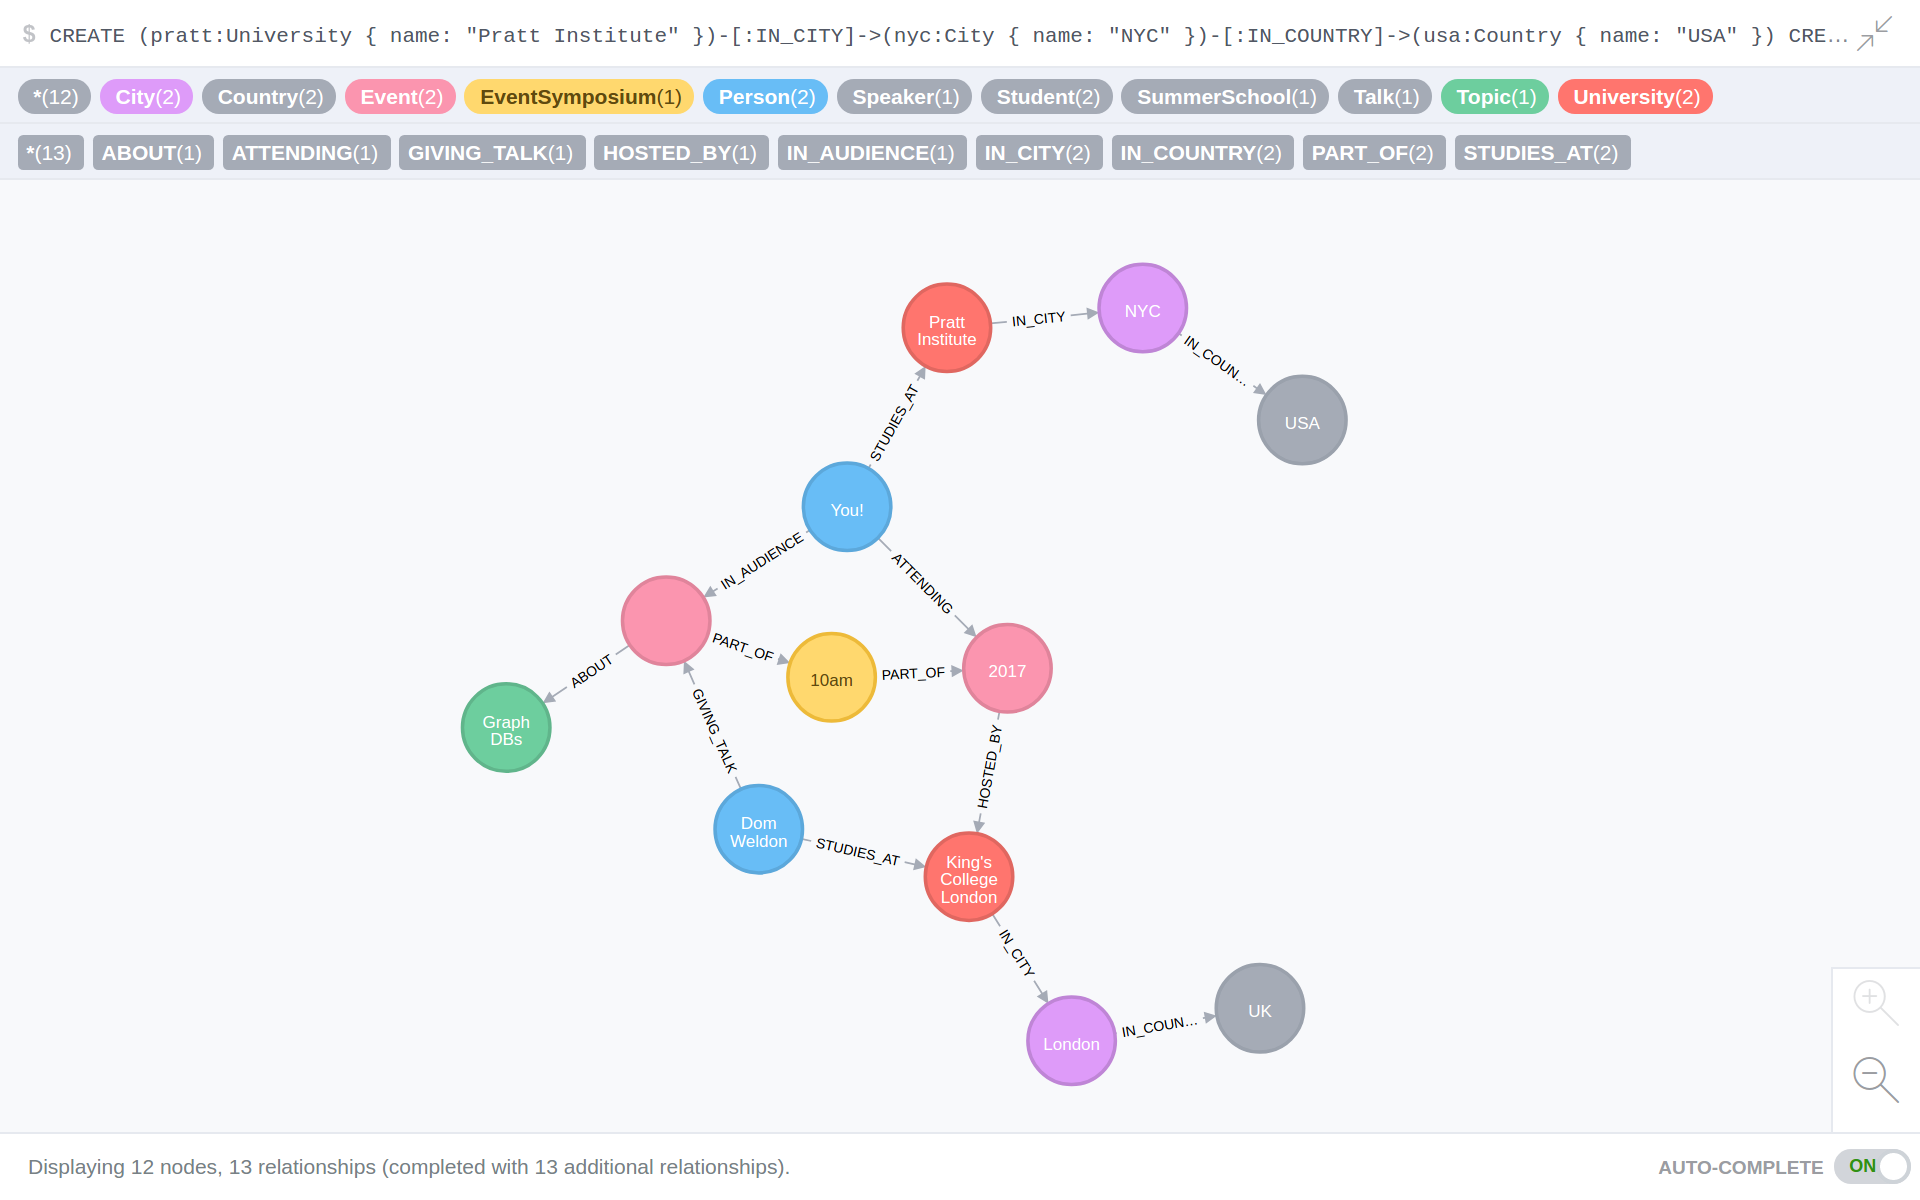 $ CREATE (pratt:University { name: "Pratt Institute" })-[:IN_CITY]->(nyc:City { name: "NYC" })-[:IN_COUNTRY]->(usa:Country { name: "USA" }) CRE...
*(12) City(2) Country(2) Event(2) EventSymposium(1) Person(2) Speaker(1) Student(2) SummerSchool(1) Talk(1) Topic(1) University(2)
*(13) ABOUT(1) ATTENDING(1) GIVING_TALK(1) HOSTED_BY(1) IN_AUDIENCE(1) IN_CITY(2) IN_COUNTRY(2) PART_OF(2) STUDIES_AT(2)
Pratt
Institute
IN_CITY
NYC
IN_COUN...
USA
STUDIES_AT
You!
IN_AUDIENCE
ATTENDING
PART_OF
10am
PART_OF
2017
ABOUT
Graph
DBs
GIVING_TALK
HOSTED_BY
Dom
Weldon
STUDIES_AT
King's
College
London
IN_CITY
London
IN_COUN...
UK
Displaying 12 nodes, 13 relationships (completed with 13 additional relationships).
AUTO-COMPLETE ON